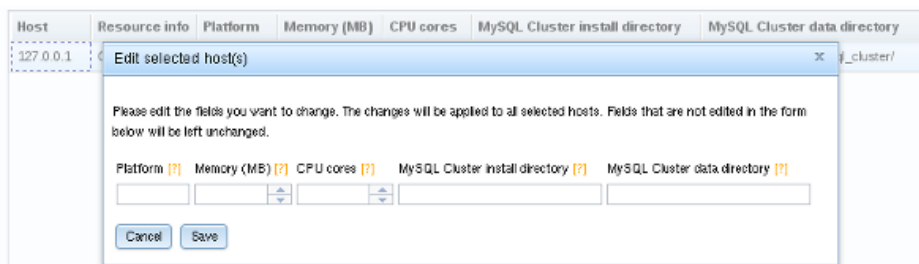 Host Resource info Platform Memory (MB) CPU cores MySQL Cluster install directory MySQL Cluster data directory
127.0.0.1
Edit selected host(s) x
Please edit the fields you want to change. The changes will be applied to all selected hosts. Fields that are not edited in the form
below will be left unchanged.
Platform [?] Memory (MB) [?] CPU cores [?] MySQL Cluster install directory [?] MySQL Cluster data directory [?]
Cancel Save